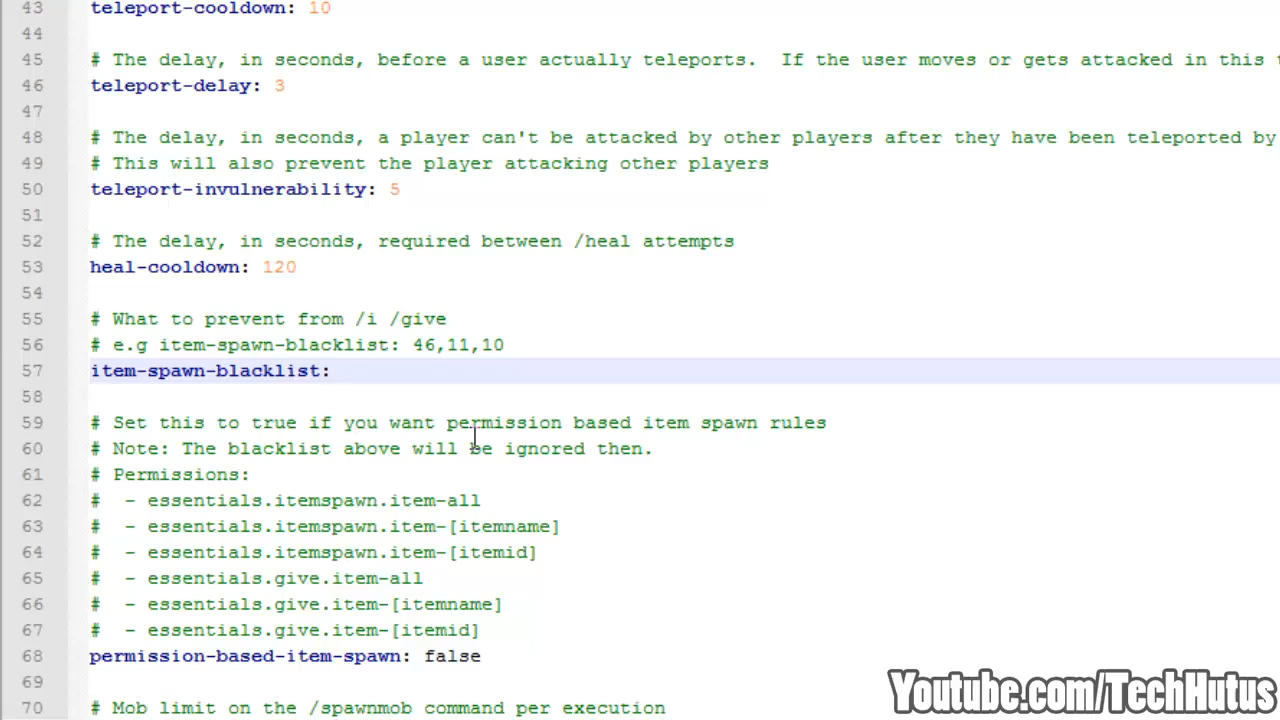 43 teleport-cooldown: 10
44
45 # The delay, in seconds, before a user actually teleports.  If the user moves or gets attacked in this
46 teleport-delay: 3
47
48 # The delay, in seconds, a player can't be attacked by other players after they have been teleported by
49 # This will also prevent the player attacking other players
50 teleport-invulnerability: 5
51
52 # The delay, in seconds, required between /heal attempts
53 heal-cooldown: 120
54
55 # What to prevent from /i /give
56 # e.g item-spawn-blacklist: 46,11,10
57 item-spawn-blacklist:
58
59 # Set this to true if you want permission based item spawn rules
60 # Note: The blacklist above will be ignored then.
61 # Permissions:
62 #  - essentials.itemspawn.item-all
63 #  - essentials.itemspawn.item-[itemname]
64 #  - essentials.itemspawn.item-[itemid]
65 #  - essentials.give.item-all
66 #  - essentials.give.item-[itemname]
67 #  - essentials.give.item-[itemid]
68 permission-based-item-spawn: false
69
70 # Mob limit on the /spawnmob command per execution
Youtube.com/TechHutus